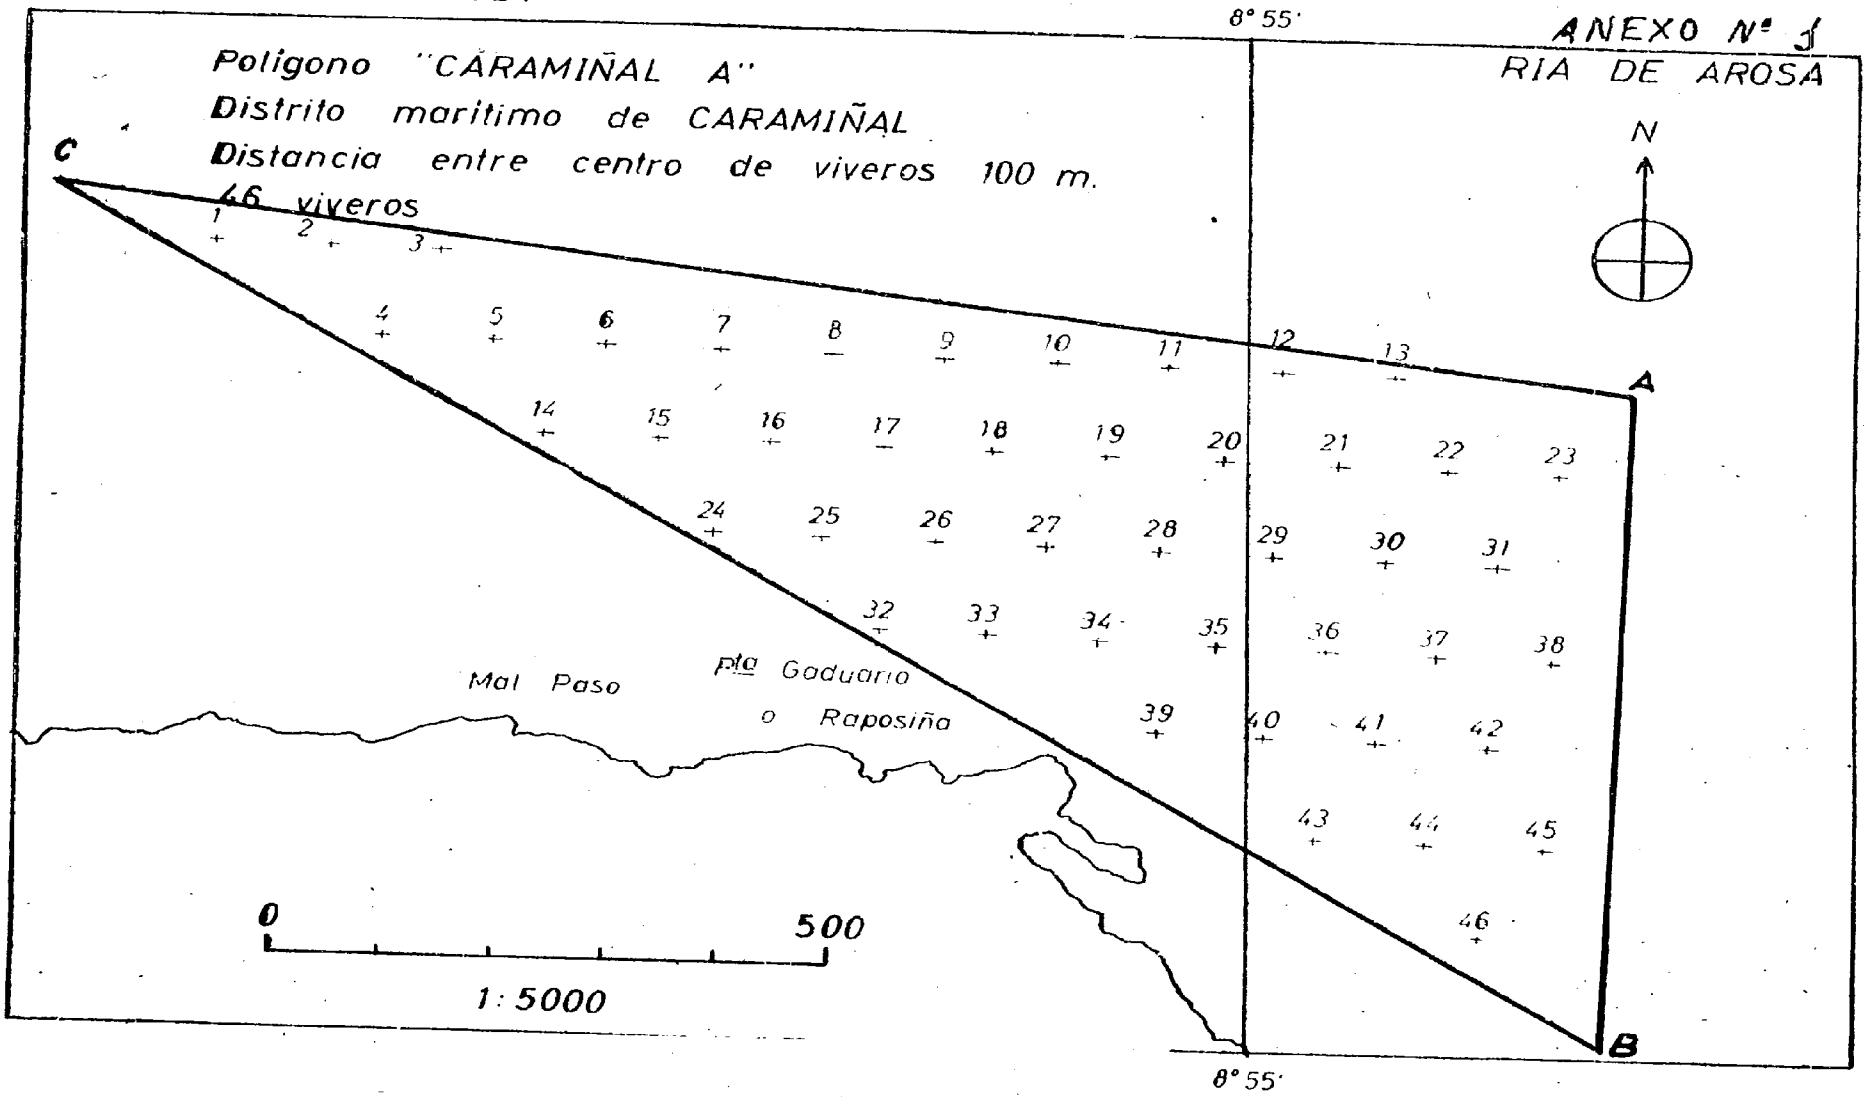 8° 55'
ANEXO Nº 1
RIA DE AROSA
Poligono "CARAMIÑAL A"
Distrito maritimo de CARAMIÑAL
Distancia entre centro de viveros 100 m.
46 viveros
N
C
1 2 3
4 5 6 7 8 9 10 11 12 13
A
14 15 16 17 18 19 20 21 22 23
24 25 26 27 28 29 30 31
32 33 34 35 36 37 38
Mal Paso
pta Gaduario
o Raposiña
39 40 41 42
43 44 45
46
0 500
1:5000
B
8° 55'